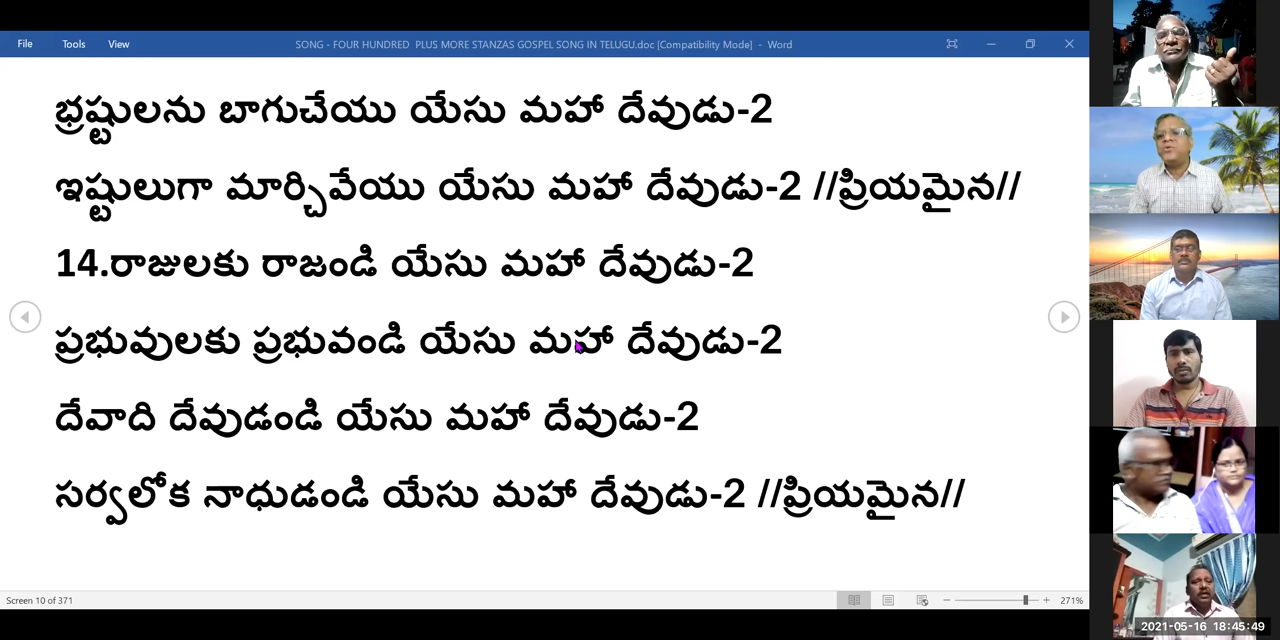 File Tools View SONG - FOUR HUNDRED PLUS MORE STANZAS GOSPEL SONG IN TELUGU.doc [Compatibility Mode] - Word
భ్రష్టులను బాగుచేయు యేసు మహా దేవుడు-2
ఇష్టులుగా మార్చివేయు యేసు మహా దేవుడు-2 //ప్రియమైన//
14.రాజులకు రాజండి యేసు మహా దేవుడు-2
ప్రభువులకు ప్రభువండి యేసు మహా దేవుడు-2
దేవాది దేవుడండి యేసు మహా దేవుడు-2
సర్వలోక నాధుడండి యేసు మహా దేవుడు-2 //ప్రియమైన//
Screen 10 of 371 271%
2021-05-16 18:45:49